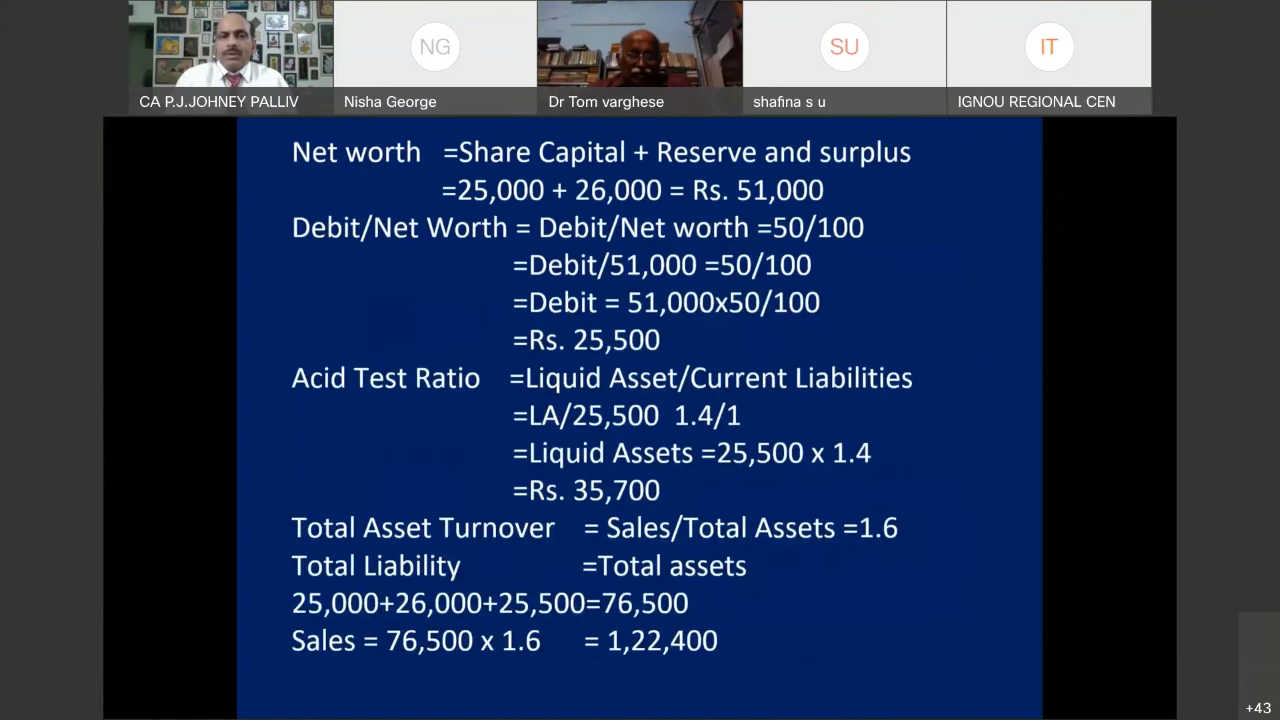 CA P.J.JOHNEY PALLIV
NG
Nisha George
Dr Tom varghese
SU
shafina s u
IT
IGNOU REGIONAL CEN
Net worth =Share Capital + Reserve and surplus
=25,000 + 26,000 = Rs. 51,000
Debit/Net Worth = Debit/Net worth =50/100
=Debit/51,000 =50/100
=Debit = 51,000x50/100
=Rs. 25,500
Acid Test Ratio =Liquid Asset/Current Liabilities
=LA/25,500 1.4/1
=Liquid Assets =25,500 x 1.4
=Rs. 35,700
Total Asset Turnover = Sales/Total Assets =1.6
Total Liability =Total assets
25,000+26,000+25,500=76,500
Sales = 76,500 x 1.6 = 1,22,400
+43